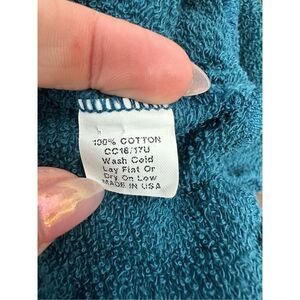 100% COTTON
CC16/17U
Wash Cold
Lay Flat Or
Dry On Low
MADE IN USA